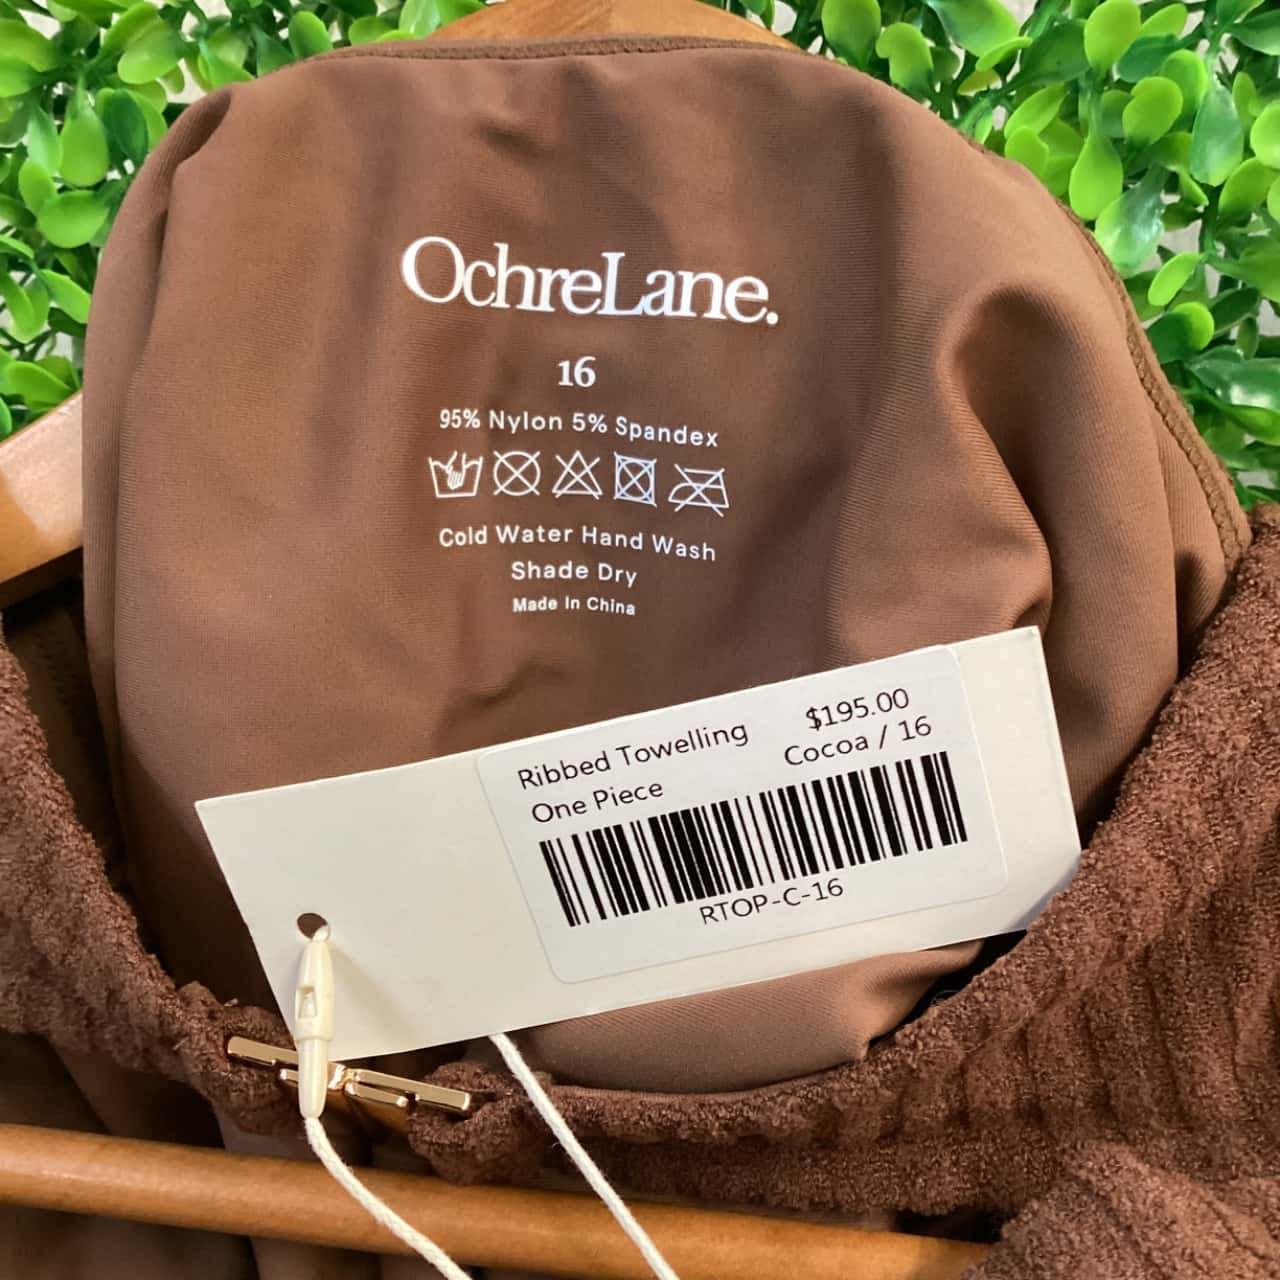 OchreLane.
16
95% Nylon 5% Spandex
Cold Water Hand Wash
Shade Dry
Made In China
Ribbed Towelling
One Piece
$195.00
Cocoa / 16
RTOP-C-16